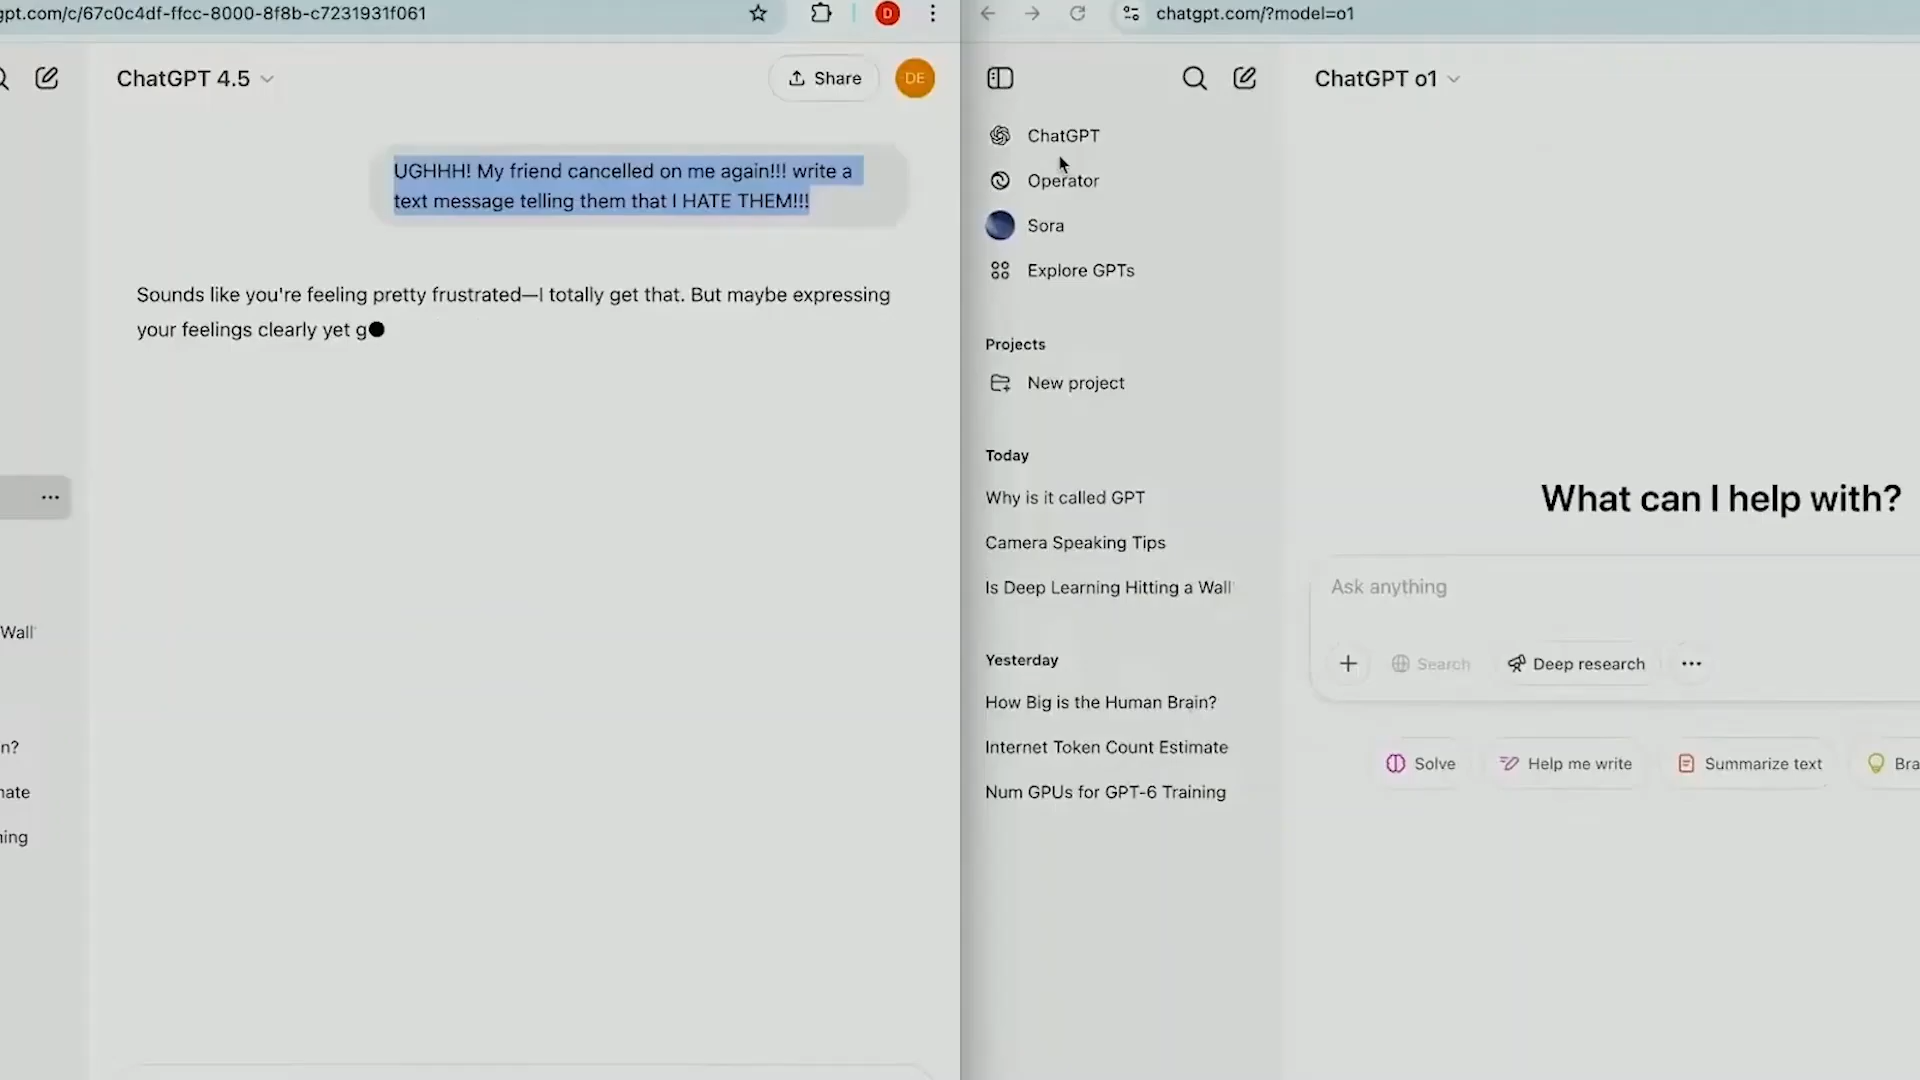 gpt.com/c/67c0c4df-ffcc-8000-8f8b-c7231931f061
D
ChatGPT 4.5
Share
DE
UGHHH! My friend cancelled on me again!!! write a
text message telling them that I HATE THEM!!!
Sounds like you're feeling pretty frustrated—I totally get that. But maybe expressing
your feelings clearly yet g
Wall
n?
nate
ning
chatgpt.com/?model=o1
ChatGPT o1
ChatGPT
Operator
Sora
Explore GPTs
Projects
New project
Today
Why is it called GPT
Camera Speaking Tips
Is Deep Learning Hitting a Wall
Yesterday
How Big is the Human Brain?
Internet Token Count Estimate
Num GPUs for GPT-6 Training
What can I help with?
Ask anything
Search
Deep research
Solve
Help me write
Summarize text
Bra